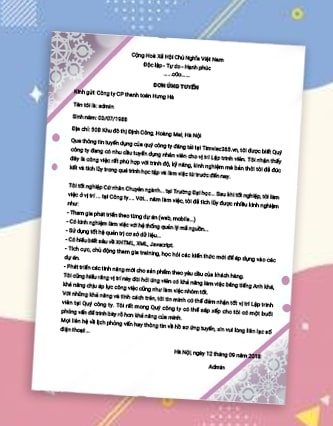 Cộng Hoà Xã Hội Chủ Nghĩa Việt Nam
Độc lập - Tự do - Hạnh phúc
......o0o......
ĐƠN ỨNG TUYỂN
Kính gửi: Công ty CP thanh toán Hưng Hà
Tên tôi là: admin
Sinh năm: 02/07/1988
Địa chỉ: SGB Khu đô thị Định Công, Hoàng Mai, Hà Nội
Qua thông tin tuyển dụng của quý công ty đăng tải tại Timviec365.vn, tôi được biết Quý
công ty đang có nhu cầu tuyển dụng nhân viên cho vị trí Lập trình viên. Tôi nhận thấy
đây là công việc rất phù hợp với trình độ, kỹ năng, kinh nghiệm mà bản thân tôi đã đúc
kết và tích lũy trong quá trình học tập và làm việc từ trước đến nay.
Tôi tốt nghiệp Cử nhân Chuyên ngành... tại Trường Đại học... Sau khi tốt nghiệp, tôi làm
việc ở vị trí ... tại Công ty.... Với... năm làm việc, tôi đã tích lũy được nhiều kinh nghiệm
như:
- Tham gia phát triển theo từng dự án (web, mobile...)
- Có kinh nghiệm làm việc với hệ thống quản lý mã nguồn...
- Sử dụng tốt hệ quản trị cơ sở dữ liệu...
- Có hiểu biết sâu về XHTML, XML, Javascript.
- Tích cực, chủ động tham gia training, học hỏi các kiến thức mới để áp dụng vào các
dự án.
- Phát triển các tính năng mới cho sản phẩm theo yêu cầu của khách hàng.
Tôi cũng hiểu rằng vị trí này đòi hỏi ứng viên có khả năng làm việc bằng tiếng Anh khá,
khả năng chịu áp lực công việc cũng như làm việc nhóm tốt.
Với những khả năng và tính cách trên, tôi tin mình có thể đảm nhận tốt vị trí Lập trình
viên tại Quý công ty. Tôi rất mong Quý công ty có thể sắp xếp cho tôi có một buổi
phỏng vấn để trình bày rõ hơn khả năng của mình.
Mọi liên hệ về lịch phỏng vấn hay thông tin về hồ sơ ứng tuyển, xin vui lòng liên lạc số
điện thoại ...
Hà Nội, ngày 12 tháng 09 năm 2018
Admin